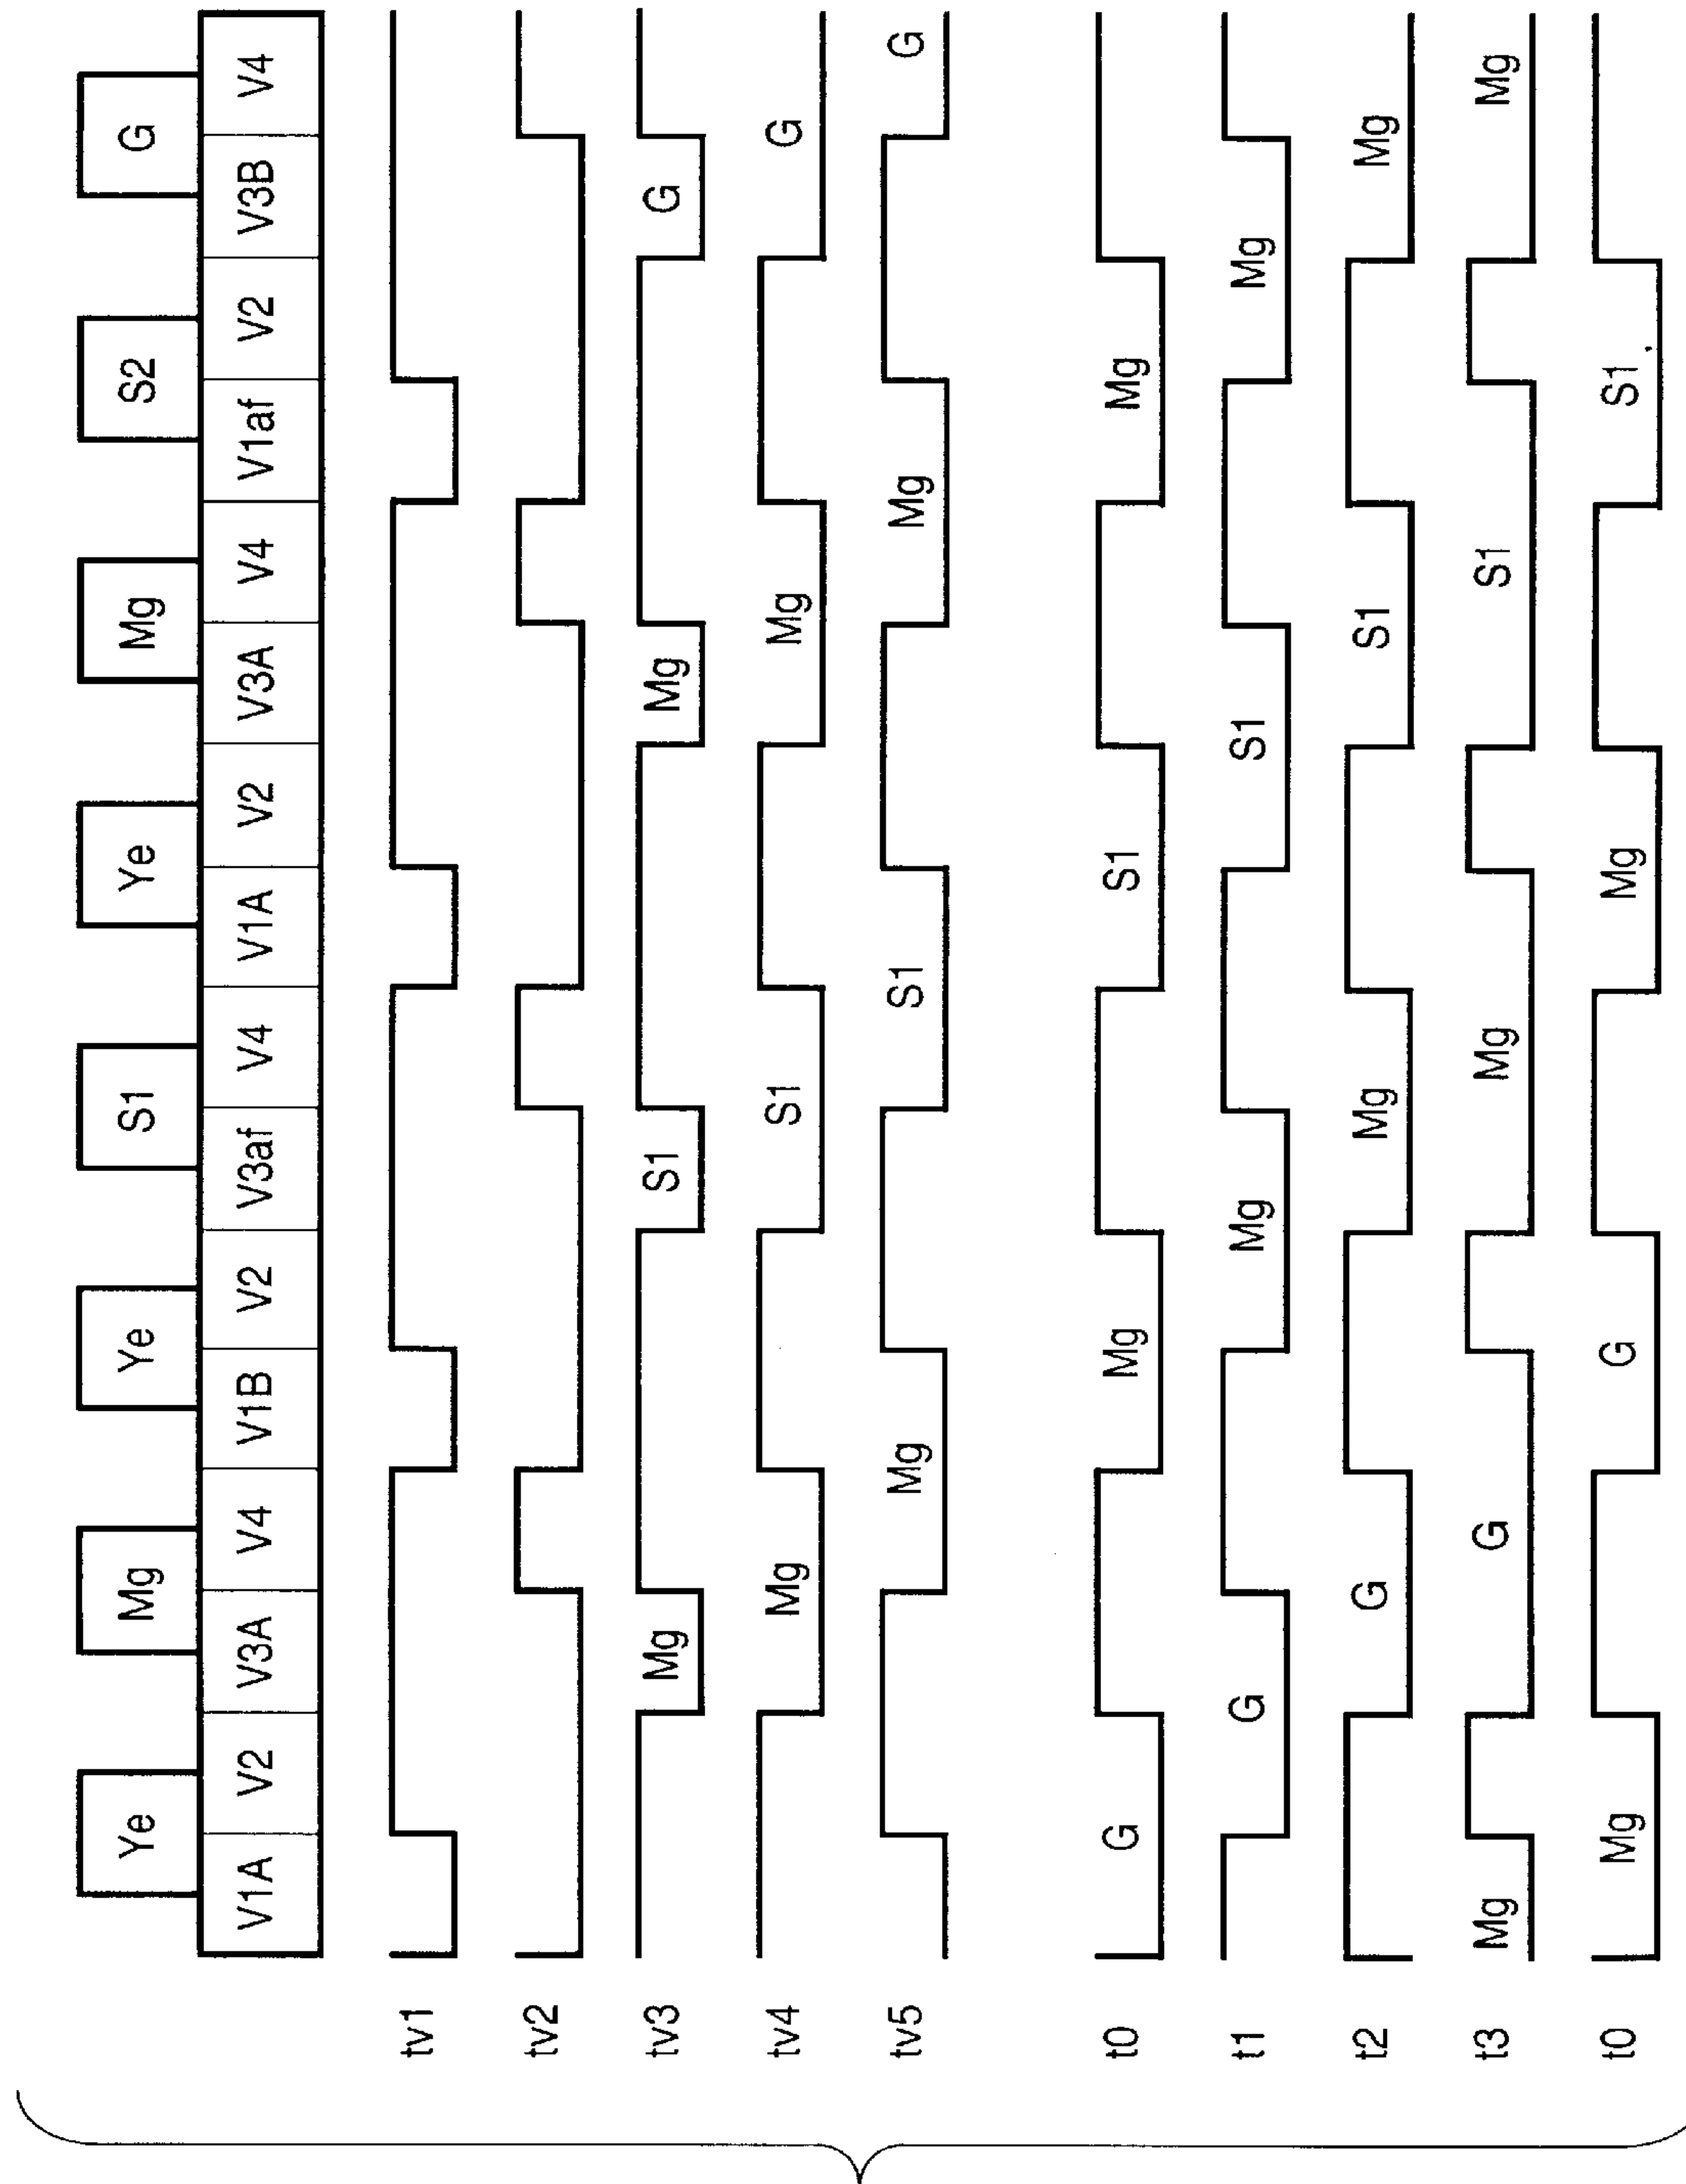 Ye Mg Ye S1 Ye Mg S2 G
V1A V2 V3A V4 V1B V2 V3af V4 V1A V2 V3A V4 V1af V2 V3B V4
tv1
tv2
tv3 Mg S1 Mg G
tv4 Mg S1 Mg G
tv5 Mg S1 Mg G
t0 G Mg S1 Mg
t1 G Mg S1 Mg
t2 G Mg S1 Mg
t3 Mg G Mg S1 Mg
t0 Mg G Mg S1